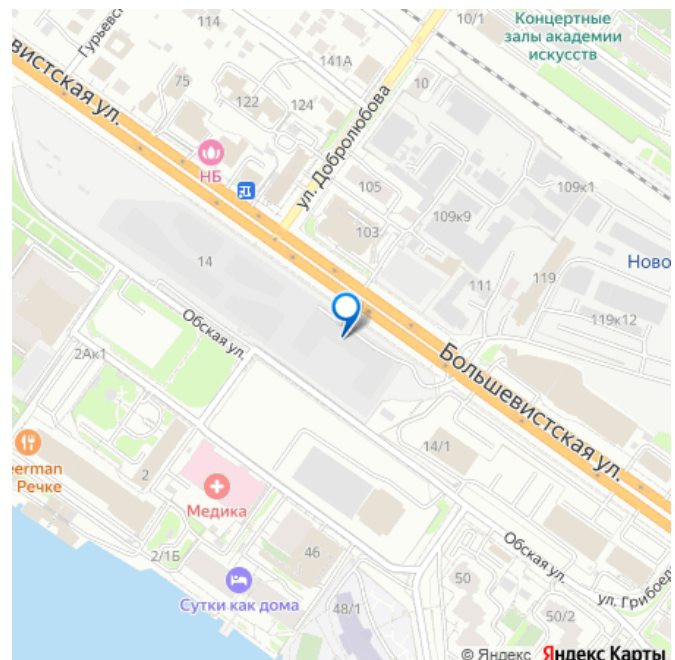 114
10/1
Концертные
залы академии
искусств
Гурьевс
141А
вистская ул.
75
10
122
124
НБ
ул. Добролюбова
105
109к1
109к9
103
Ново
14
111
119
119к12
Обская ул.
2Ак1
Большевистская ул.
eerman
Речке
14/1
2
Медика
2/1Б
46
Обская ул.
Сутки как дома
50
ул. Грибоед
48/1
50/2
© Яндекс Яндекс Карты